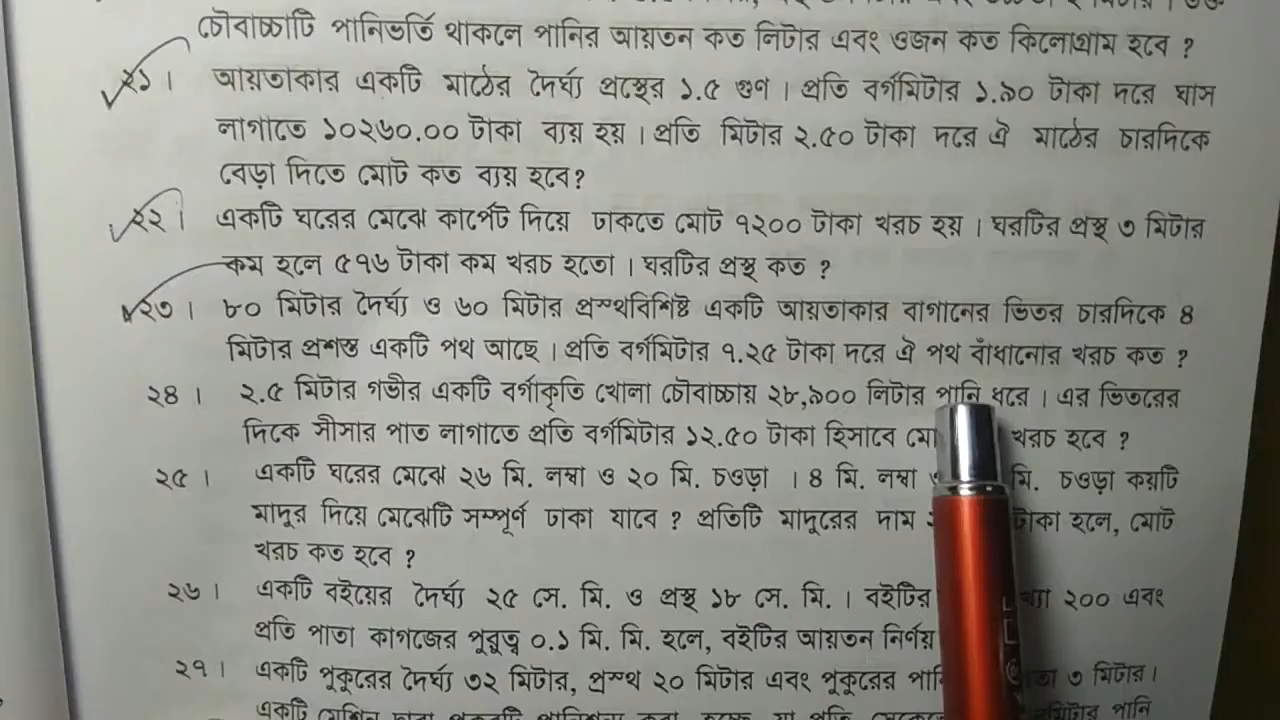 চৌবাচ্চাটি পানিভর্তি থাকলে পানির আয়তন কত লিটার এবং ওজন কত কিলোগ্রাম হবে ?
২১। আয়তাকার একটি মাঠের দৈর্ঘ্য প্রস্থের ১.৫ গুণ । প্রতি বর্গমিটার ১.৯০ টাকা দরে ঘাস
লাগাতে ১০২৬০.০০ টাকা ব্যয় হয় । প্রতি মিটার ২.৫০ টাকা দরে ঐ মাঠের চারদিকে
বেড়া দিতে মোট কত ব্যয় হবে?
২২। একটি ঘরের মেঝে কার্পেট দিয়ে ঢাকতে মোট ৭২০০ টাকা খরচ হয় । ঘরটির প্রস্থ ৩ মিটার
কম হলে ৫৭৬ টাকা কম খরচ হতো । ঘরটির প্রস্থ কত ?
২৩। ৮০ মিটার দৈর্ঘ্য ও ৬০ মিটার প্রস্থবিশিষ্ট একটি আয়তাকার বাগানের ভিতর চারদিকে ৪
মিটার প্রশস্ত একটি পথ আছে । প্রতি বর্গমিটার ৭.২৫ টাকা দরে ঐ পথ বাঁধানোর খরচ কত ?
২৪। ২.৫ মিটার গভীর একটি বর্গাকৃতি খোলা চৌবাচ্চায় ২৮,৯০০ লিটার পানি ধরে । এর ভিতরের
দিকে সীসার পাত লাগাতে প্রতি বর্গমিটার ১২.৫০ টাকা হিসাবে খরচ হবে ?
২৫। একটি ঘরের মেঝে ২৬ মি. লম্বা ও ২০ মি. চওড়া । ৪ মি. লম্বা মি. চওড়া কয়টি
মাদুর দিয়ে মেঝেটি সম্পূর্ণ ঢাকা যাবে ? প্রতিটি মাদুরের দাম টাকা হলে, মোট
খরচ কত হবে ?
২৬। একটি বইয়ের দৈর্ঘ্য ২৫ সে. মি. ও প্রস্থ ১৮ সে. মি. । বইটির ২০০ এবং
প্রতি পাতা কাগজের পুরুত্ব ০.১ মি. মি. হলে, বইটির আয়তন নির্ণয়
২৭। একটি পুকুরের দৈর্ঘ্য ৩২ মিটার, প্রস্থ ২০ মিটার এবং পুকুরের ৩ মিটার।
একটি মেশিন দ্বারা পুকুরটি